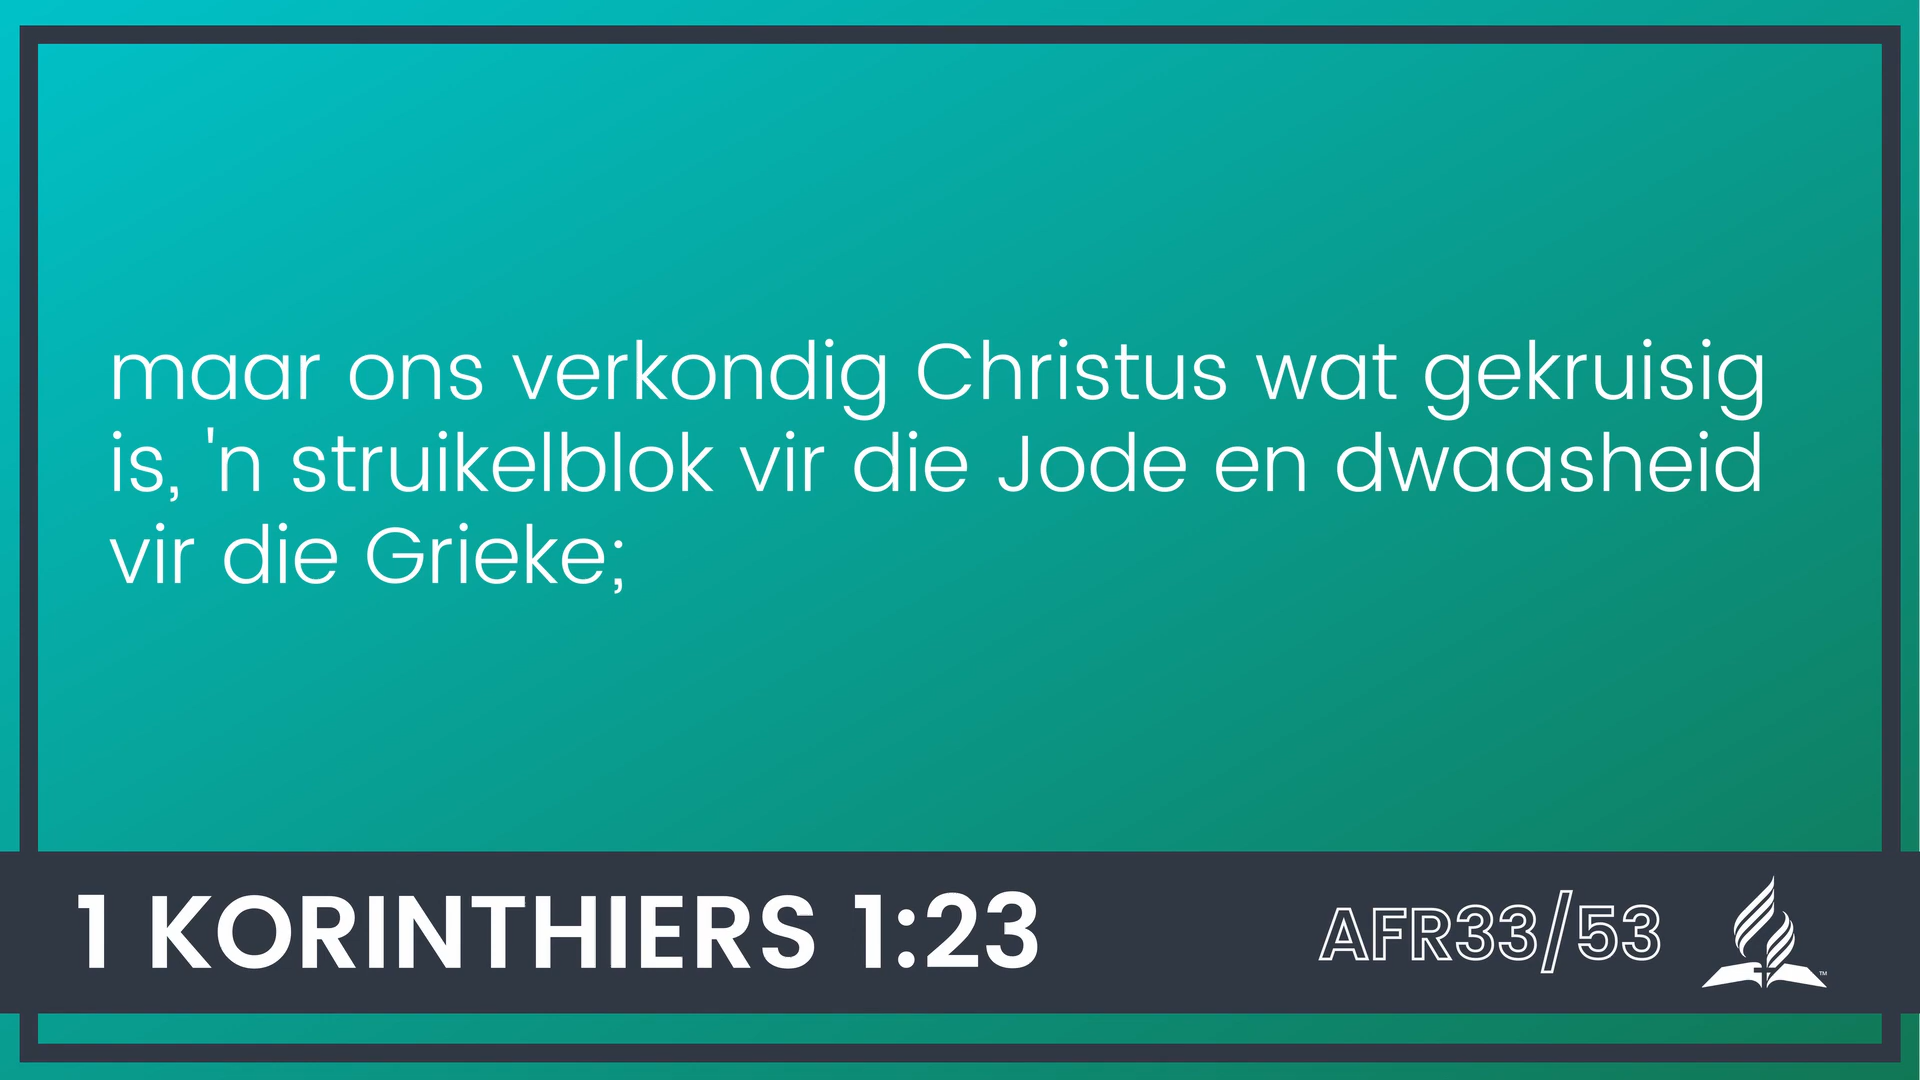 maar ons verkondig Christus wat gekruisig
is, 'n struikelblok vir die Jode en dwaasheid
vir die Grieke;
1 KORINTHIERS 1:23
AFR33/53
TM